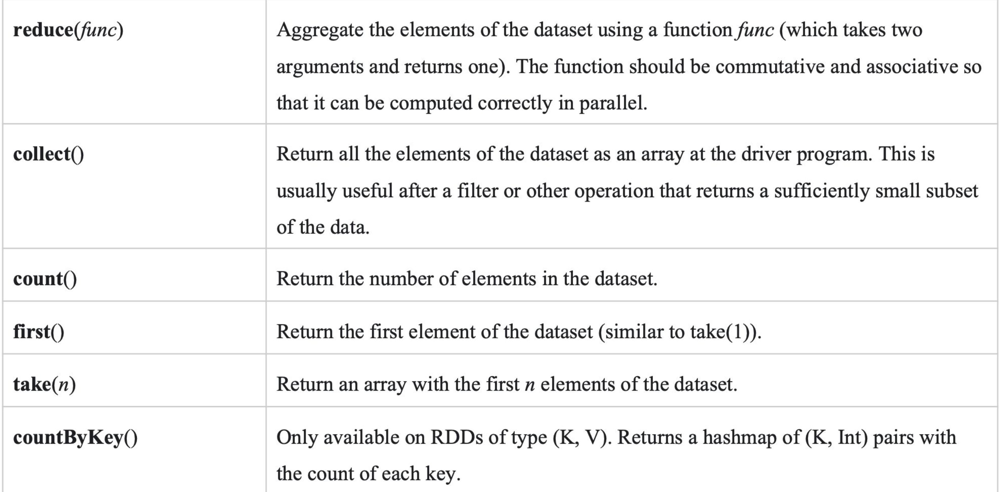 reduce(func)
Aggregate the elements of the dataset using a function func (which takes two
arguments and returns one). The function should be commutative and associative so
that it can be computed correctly in parallel.
collect()
Return all the elements of the dataset as an array at the driver program. This is
usually useful after a filter or other operation that returns a sufficiently small subset
of the data.
count()
Return the number of elements in the dataset.
first()
Return the first element of the dataset (similar to take(1)).
take(n)
Return an array with the first n elements of the dataset.
countByKey()
Only available on RDDs of type (K, V). Returns a hashmap of (K, Int) pairs with
the count of each key.